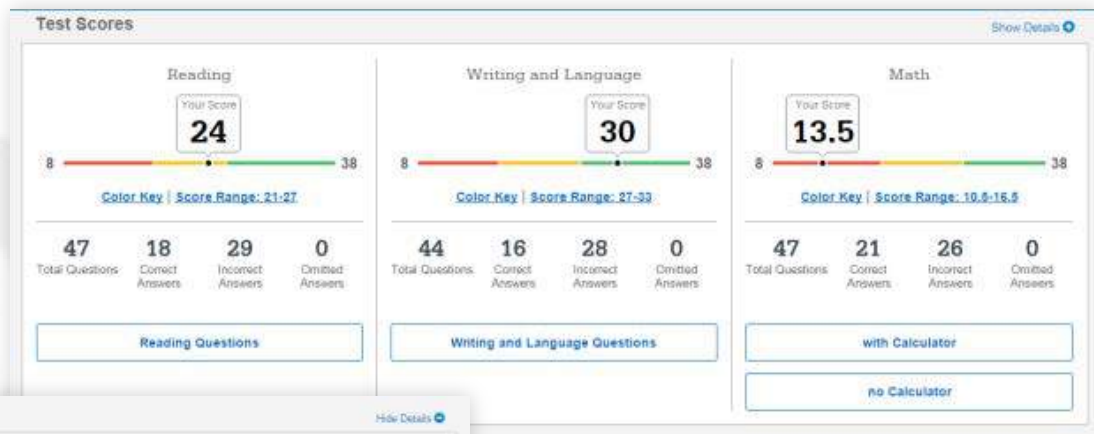 Test Scores
Show Details
Reading
Your Score
24
8
38
Color Key | Score Range: 21-27
47
18
29
0
Total Questions
Correct Answers
Incorrect Answers
Omitted Answers
Reading Questions
Writing and Language
Your Score
30
8
38
Color Key | Score Range: 27-33
44
16
28
0
Total Questions
Correct Answers
Incorrect Answers
Omitted Answers
Writing and Language Questions
Math
Your Score
13.5
8
38
Color Key | Score Range: 10.5-16.5
47
21
26
0
Total Questions
Correct Answers
Incorrect Answers
Omitted Answers
with Calculator
no Calculator
Hide Details